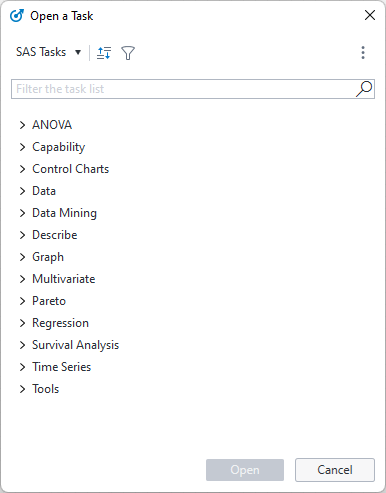 Open a Task
SAS Tasks
Filter the task list
ANOVA
Capability
Control Charts
Data
Data Mining
Describe
Graph
Multivariate
Pareto
Regression
Survival Analysis
Time Series
Tools
Open
Cancel